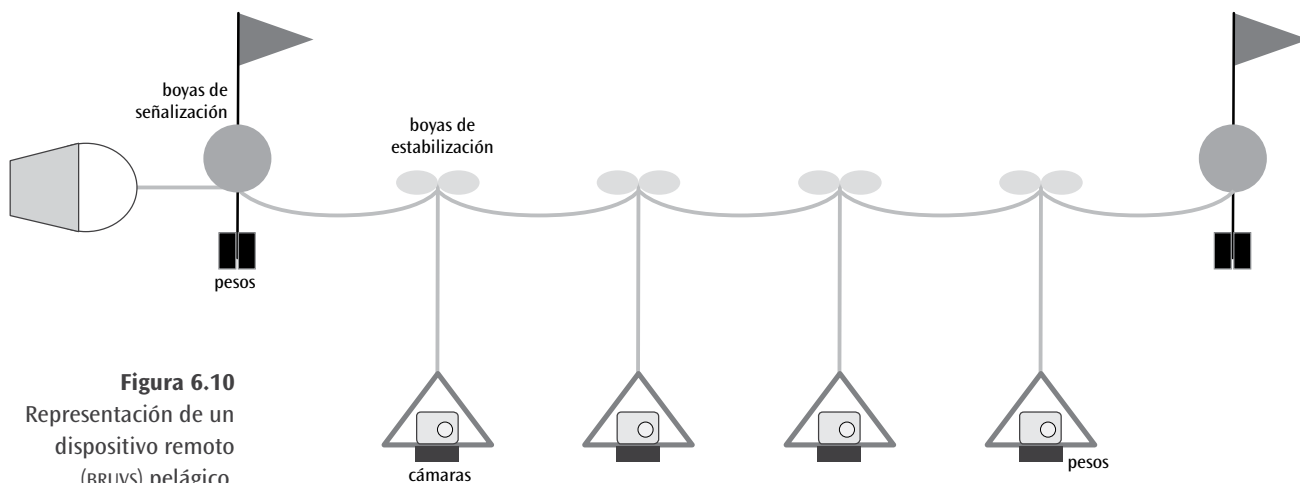 boyas de
señalización
boyas de
estabilización
pesos
Figura 6.10
Representación de un
dispositivo remoto
(BRUVS) pelágico.
cámaras
pesos